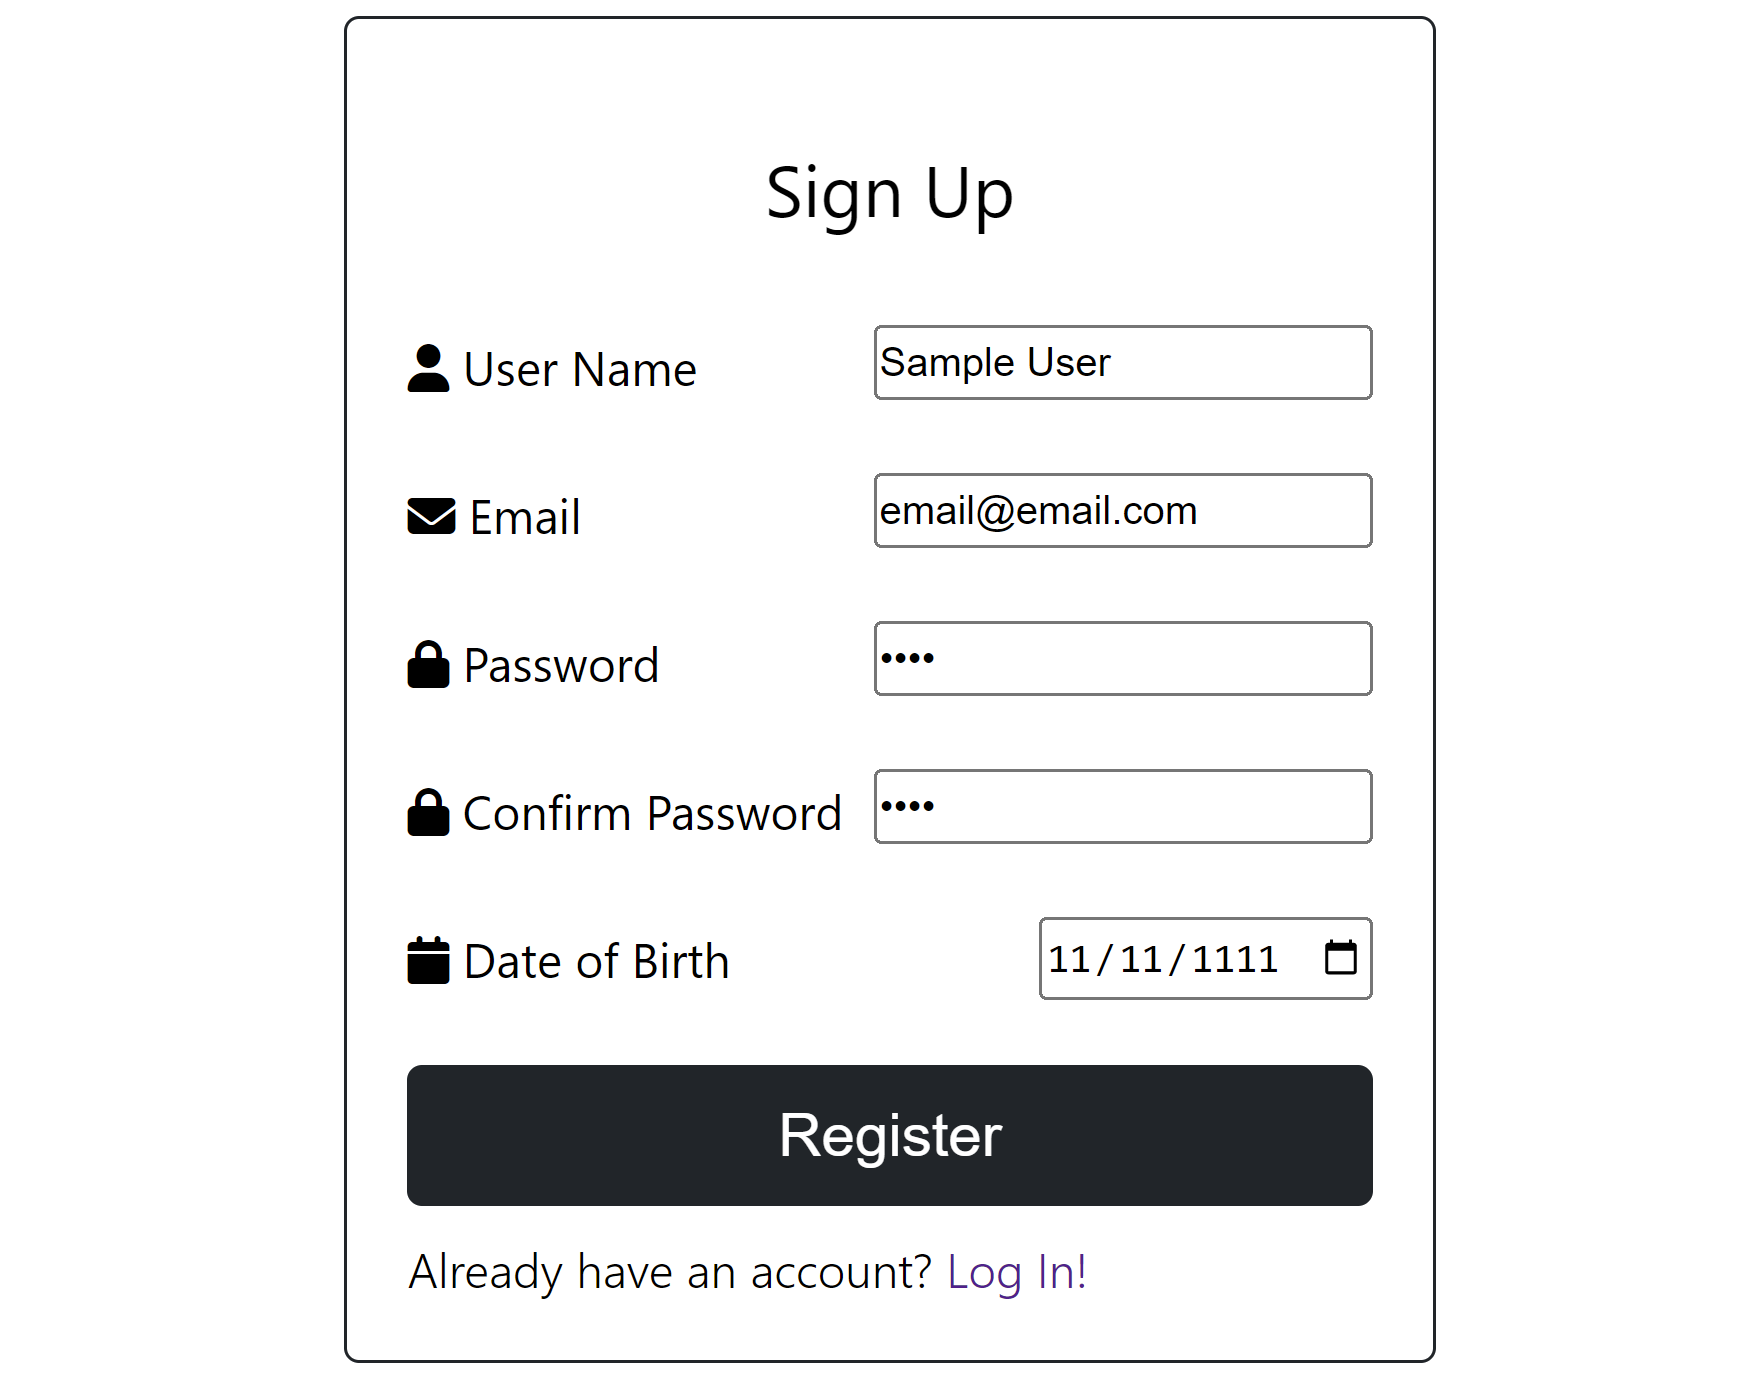 Sign Up
User Name Sample User
Email email@email.com
Password ••••
Confirm Password ••••
Date of Birth 11/11/1111
Register
Already have an account? Log In!